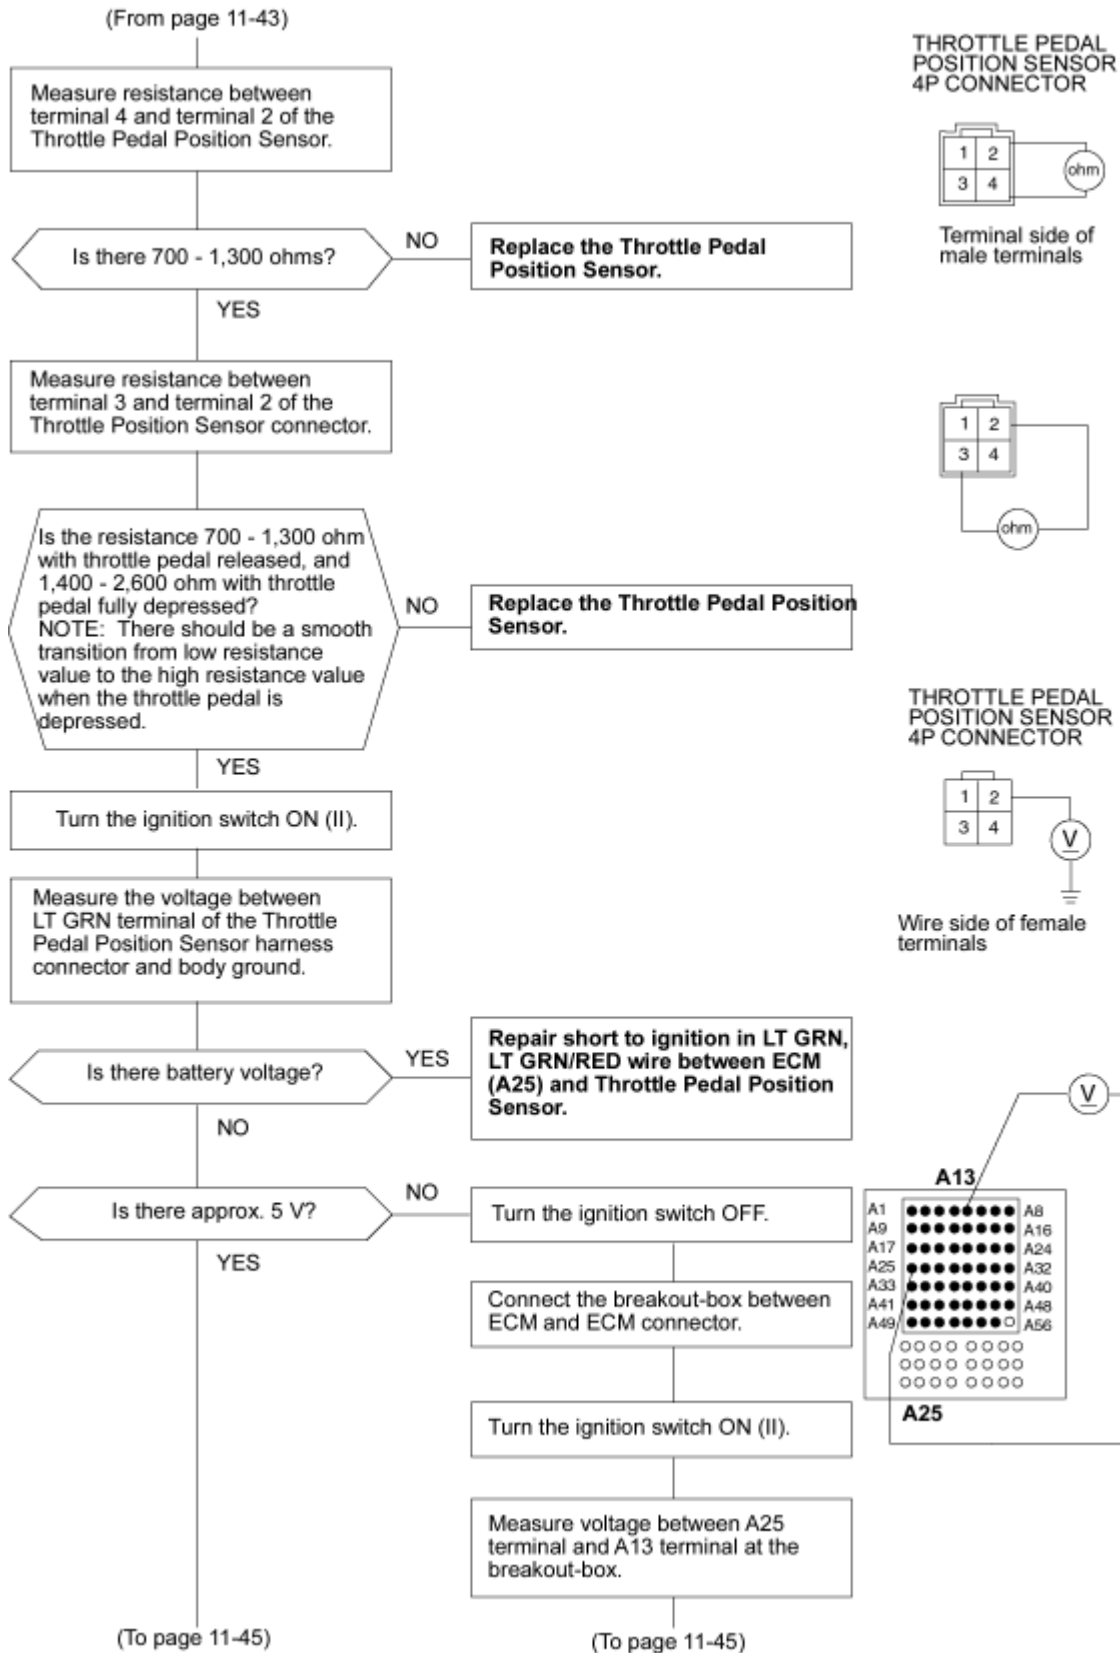 (From page 11-43)
THROTTLE PEDAL
POSITION SENSOR
4P CONNECTOR
Measure resistance between
terminal 4 and terminal 2 of the
Throttle Pedal Position Sensor.
1 2
3 4
ohm
Terminal side of
male terminals
Is there 700 - 1,300 ohms?
NO
Replace the Throttle Pedal
Position Sensor.
YES
Measure resistance between
terminal 3 and terminal 2 of the
Throttle Position Sensor connector.
1 2
3 4
ohm
Is the resistance 700 - 1,300 ohm
with throttle pedal released, and
1,400 - 2,600 ohm with throttle
pedal fully depressed?
NOTE: There should be a smooth
transition from low resistance
value to the high resistance value
when the throttle pedal is
depressed.
NO
Replace the Throttle Pedal Position
Sensor.
YES
THROTTLE PEDAL
POSITION SENSOR
4P CONNECTOR
1 2
3 4
V
Wire side of female
terminals
Turn the ignition switch ON (II).
Measure the voltage between
LT GRN terminal of the Throttle
Pedal Position Sensor harness
connector and body ground.
Is there battery voltage?
YES
Repair short to ignition in LT GRN,
LT GRN/RED wire between ECM
(A25) and Throttle Pedal Position
Sensor.
NO
Is there approx. 5 V?
NO
Turn the ignition switch OFF.
YES
Connect the breakout-box between
ECM and ECM connector.
Turn the ignition switch ON (II).
Measure voltage between A25
terminal and A13 terminal at the
breakout-box.
V
A13
A1 A8
A9 A16
A17 A24
A25 A32
A33 A40
A41 A48
A49 A56
A25
(To page 11-45)
(To page 11-45)